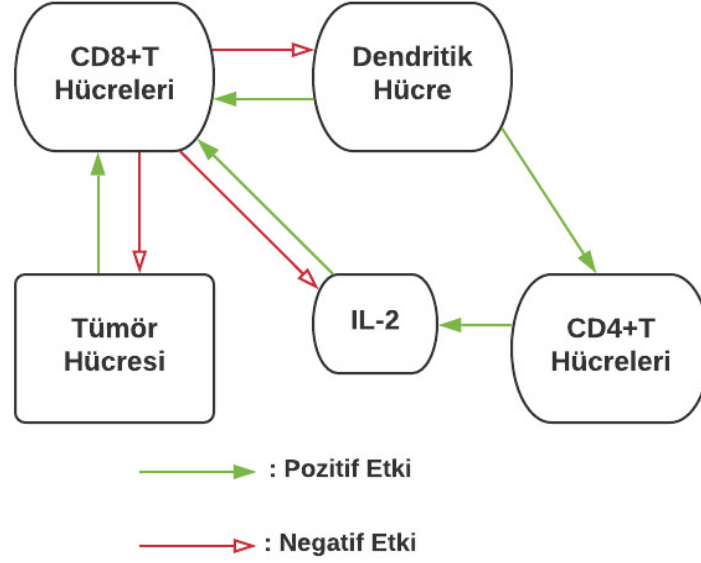 CD8+T
Hücreleri
Dendritik
Hücre
Tümör
Hücresi
IL-2
CD4+T
Hücreleri
: Pozitif Etki
: Negatif Etki